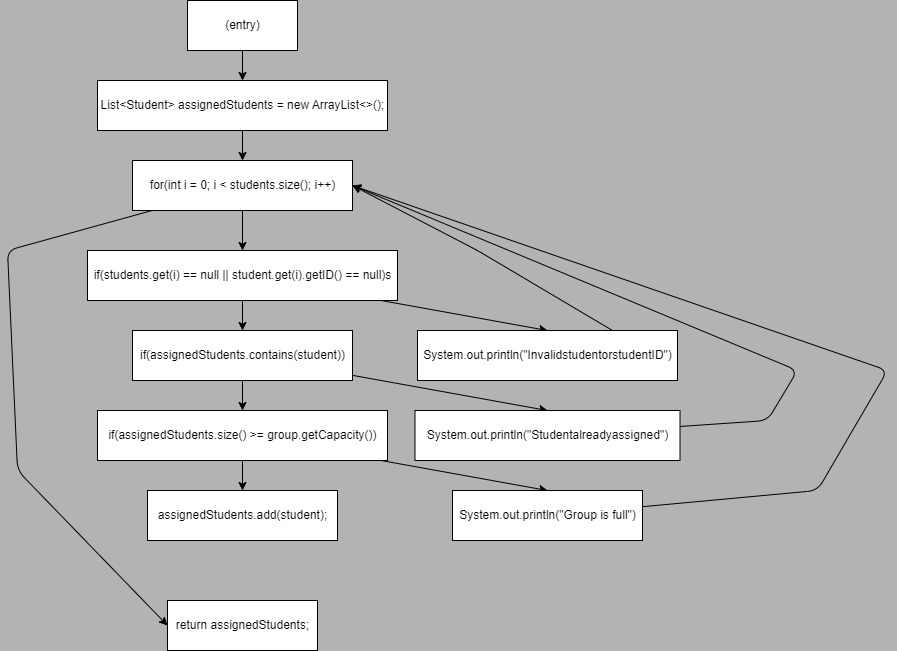 (entry)
List<Student> assignedStudents = new ArrayList<>();
for(int i = 0; i < students.size(); i++)
if(students.get(i) == null || student.get(i).getID() == null)s
if(assignedStudents.contains(student))
System.out.println("InvalidstudentorstudentID")
if(assignedStudents.size() >= group.getCapacity())
System.out.println("Studentalreadyassigned")
assignedStudents.add(student);
System.out.println("Group is full")
return assignedStudents;